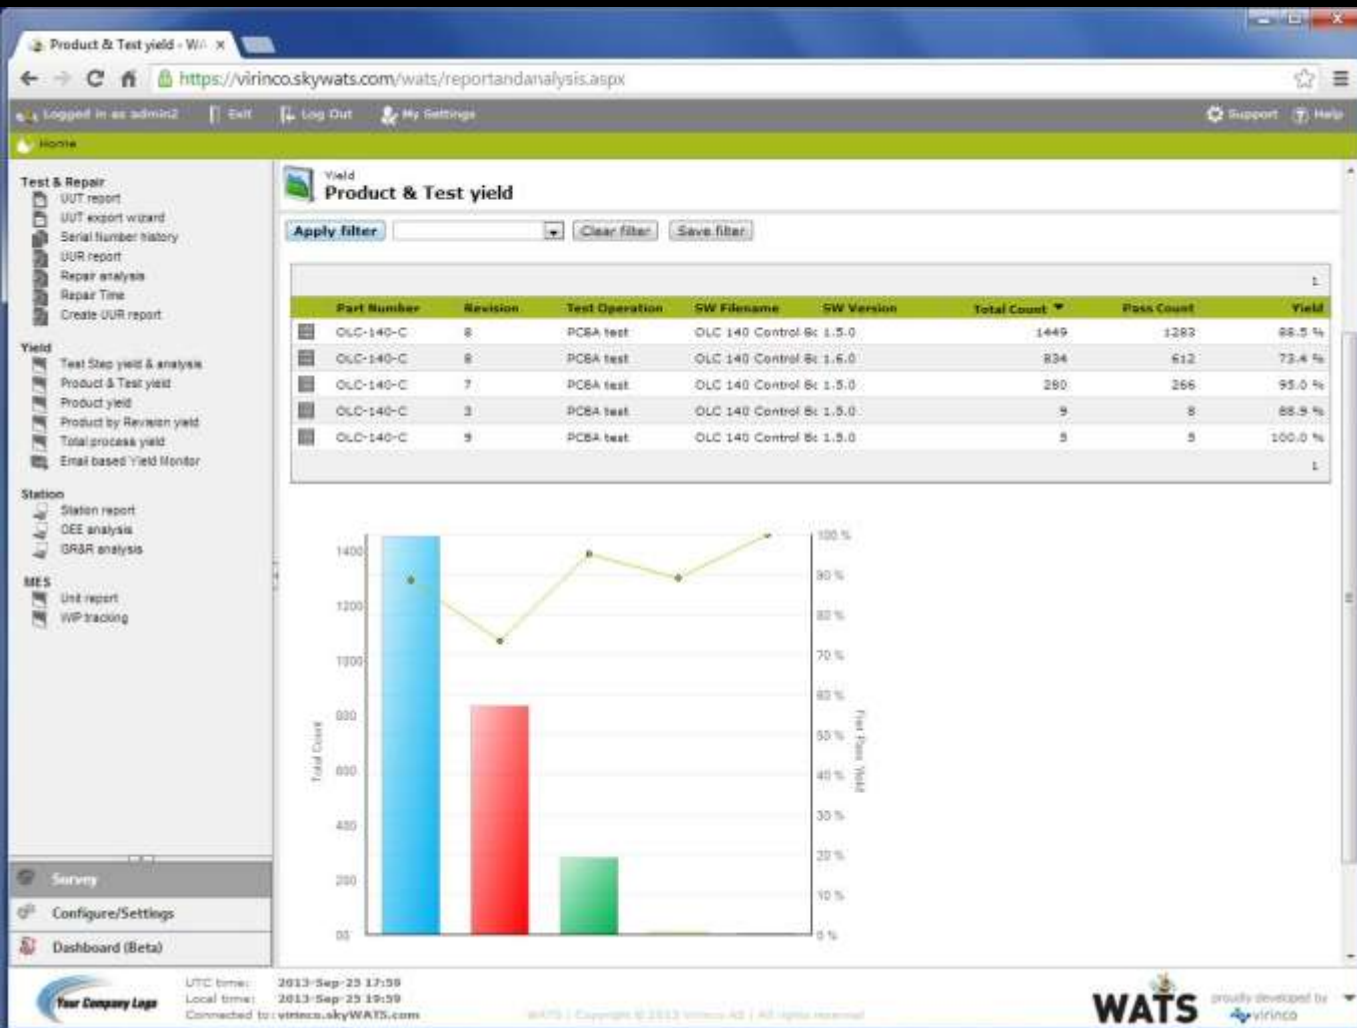 Product & Test yield - WA
https://virinco.skywats.com/wats/reportandanalysis.aspx
Logged in as admin2 Exit Log Out My Settings Support Help
Home
Test & Repair
UUT report
UUT export wizard
Serial Number history
UUR report
Repair analysis
Repair Time
Create UUR report
Yield
Test Step yield & analysis
Product & Test yield
Product yield
Product by Revision yield
Total process yield
Email based Yield Monitor
Station
Station report
OEE analysis
GR&R analysis
MES
Unit report
WIP tracking
Survey
Configure/Settings
Dashboard (Beta)
Yield
Product & Test yield
Apply filter Clear filter Save filter
1
Part Number Revision Test Operation SW Filename SW Version Total Count Pass Count Yield
OLC-140-C 8 PCBA test OLC 140 Control Bc 1.5.0 1449 1283 88.5 %
OLC-140-C 8 PCBA test OLC 140 Control Bc 1.6.0 834 612 73.4 %
OLC-140-C 7 PCBA test OLC 140 Control Bc 1.5.0 280 266 95.0 %
OLC-140-C 3 PCBA test OLC 140 Control Bc 1.5.0 9 8 88.9 %
OLC-140-C 9 PCBA test OLC 140 Control Bc 1.5.0 100.0 %
1
Total Count
1400
1200
1000
800
600
400
200
00
100 %
90 %
80 %
70 %
60 %
50 %
40 %
30 %
20 %
10 %
0 %
First Pass Yield
Your Company Logo
UTC time: 2013-Sep-25 17:59
Local time: 2013-Sep-25 19:59
Connected to: virinco.skyWATS.com
WATS | Copyright © 2013 Virinco AS | All rights reserved
WATS
proudly developed by
virinco